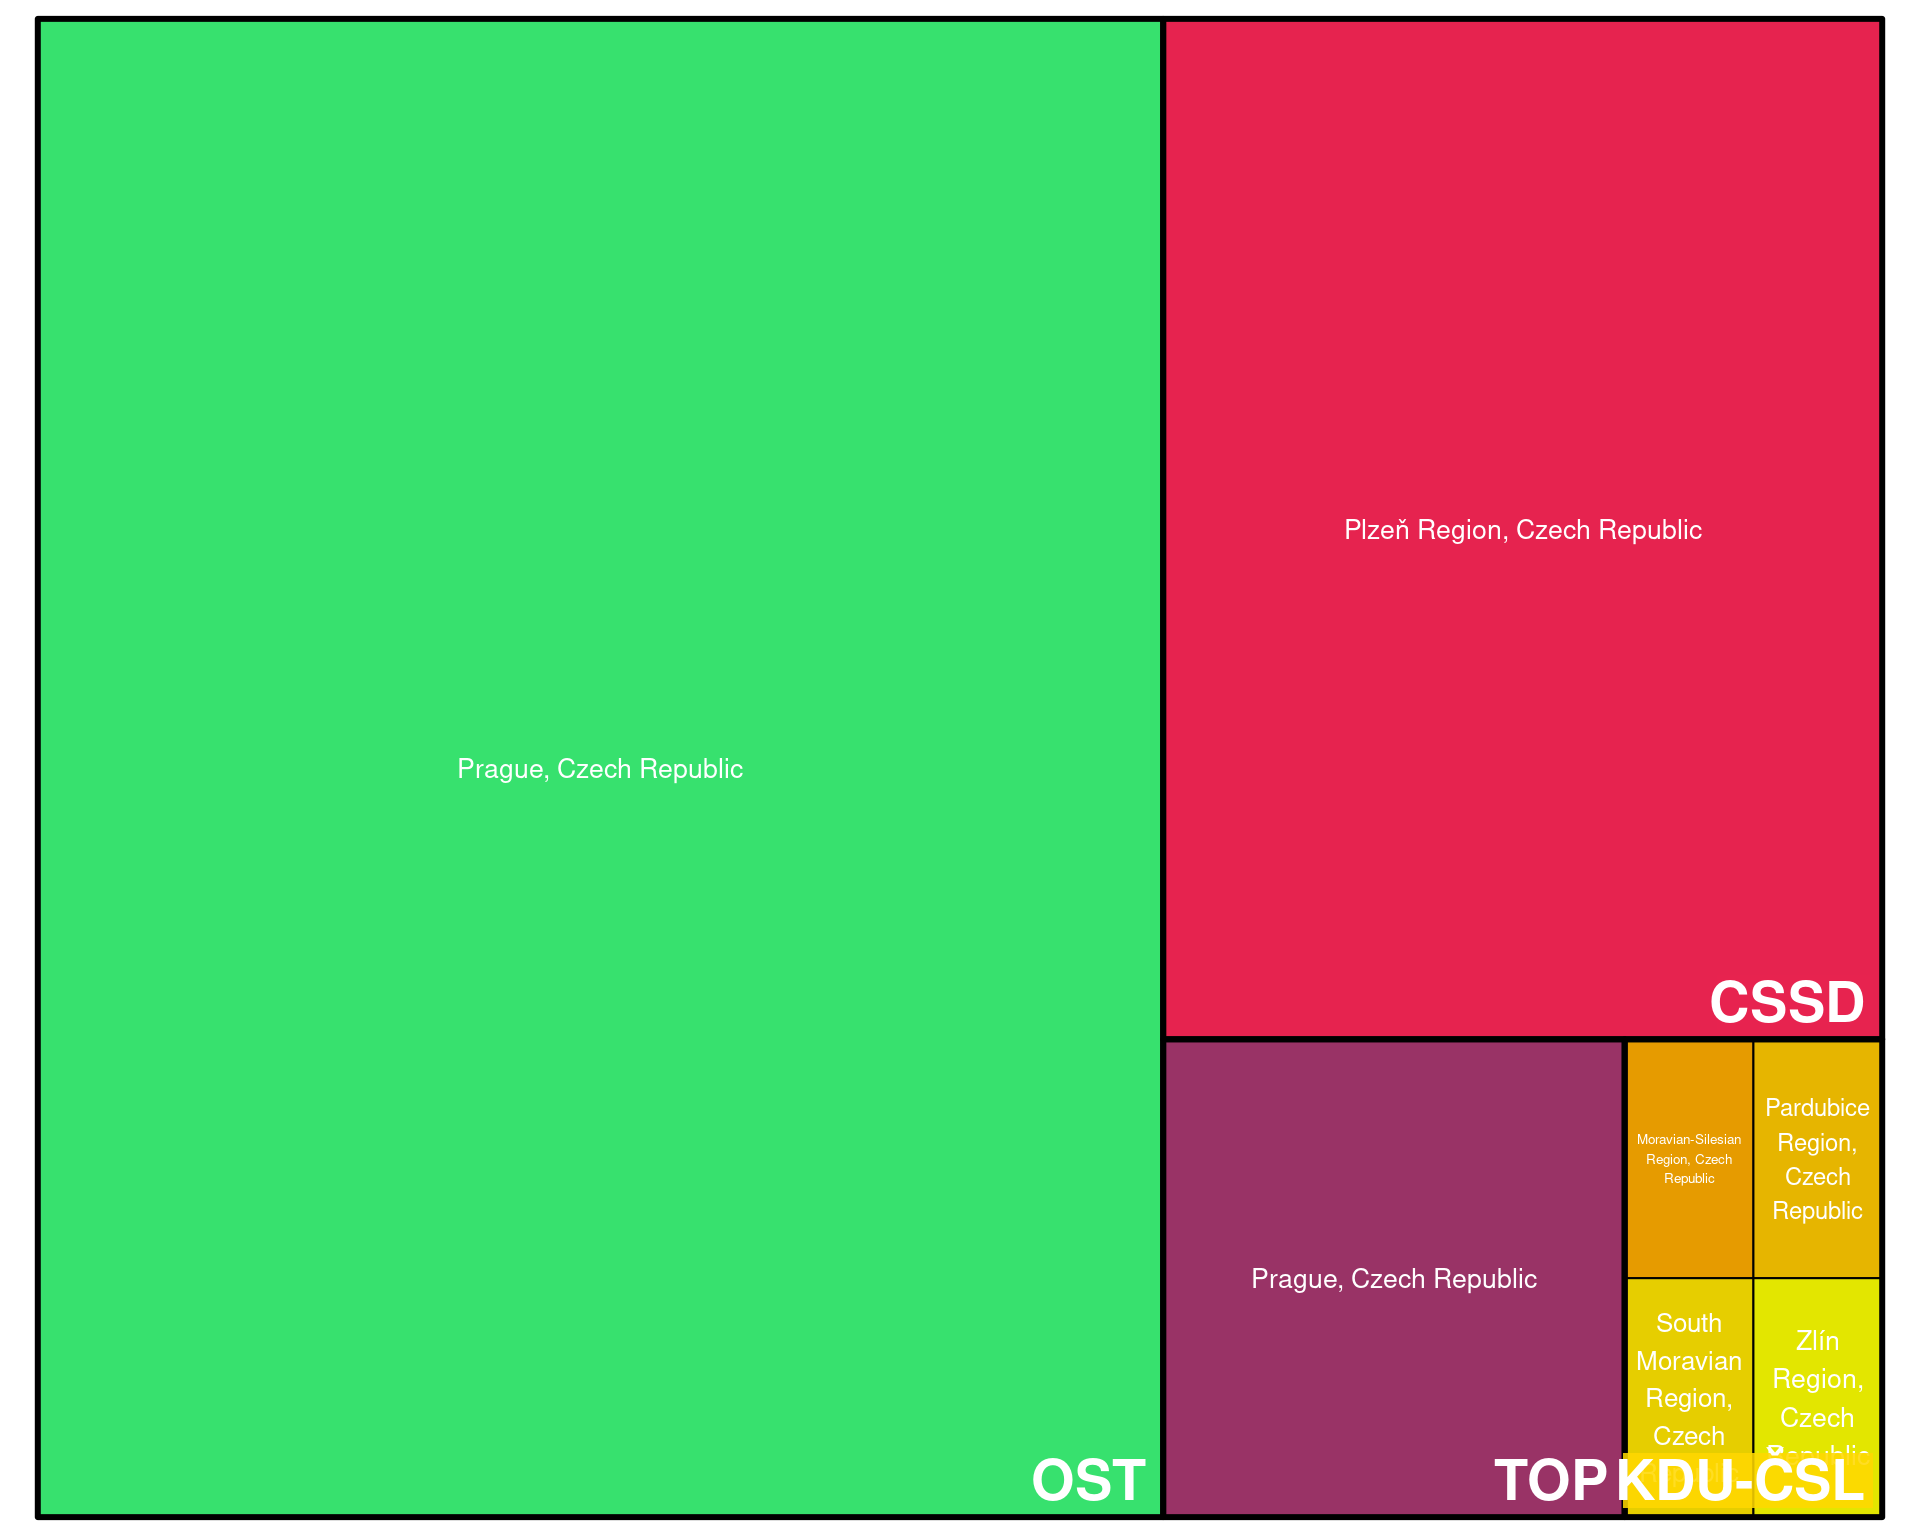 Prague, Czech Republic
OST
Plzeň Region, Czech Republic
CSSD
Prague, Czech Republic
TOP
Moravian-Silesian
Region, Czech
Republic
Pardubice
Region,
Czech
Republic
South
Moravian
Region,
Czech
Zlín
Region,
Czech
Republic
KDU-ČSL